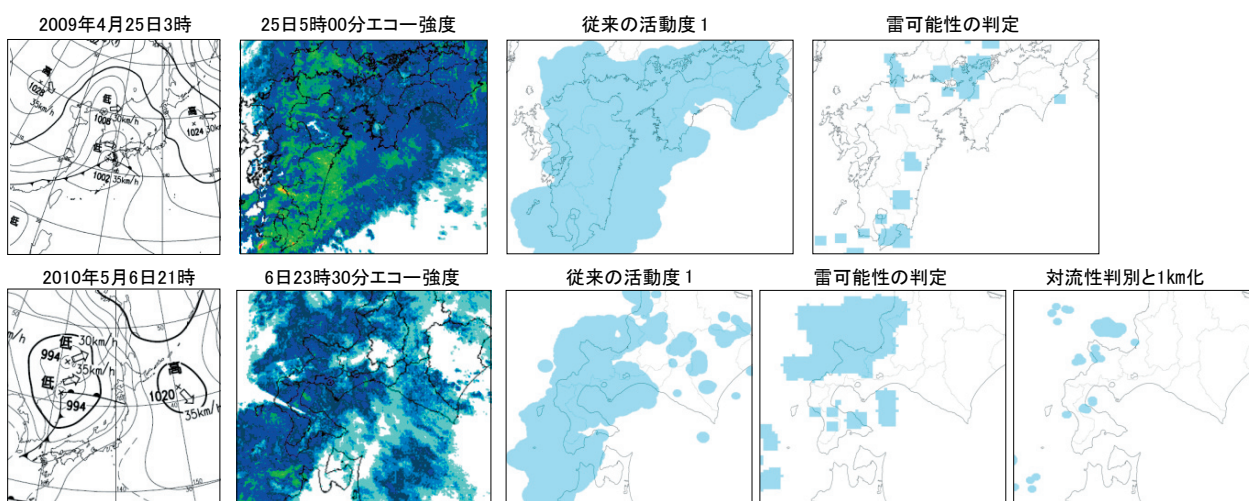 2009年4月25日3時
25日5時00分エコー強度
従来の活動度1
雷可能性の判定
高
1028
35km/h
低
1008
30km/h
低
1002
35km/h
高
1024
低
2010年5月6日21時
6日23時30分エコー強度
従来の活動度1
雷可能性の判定
対流性判別と1km化
低
30km/h
994
35km/h
低
994
高
1020
35km/h